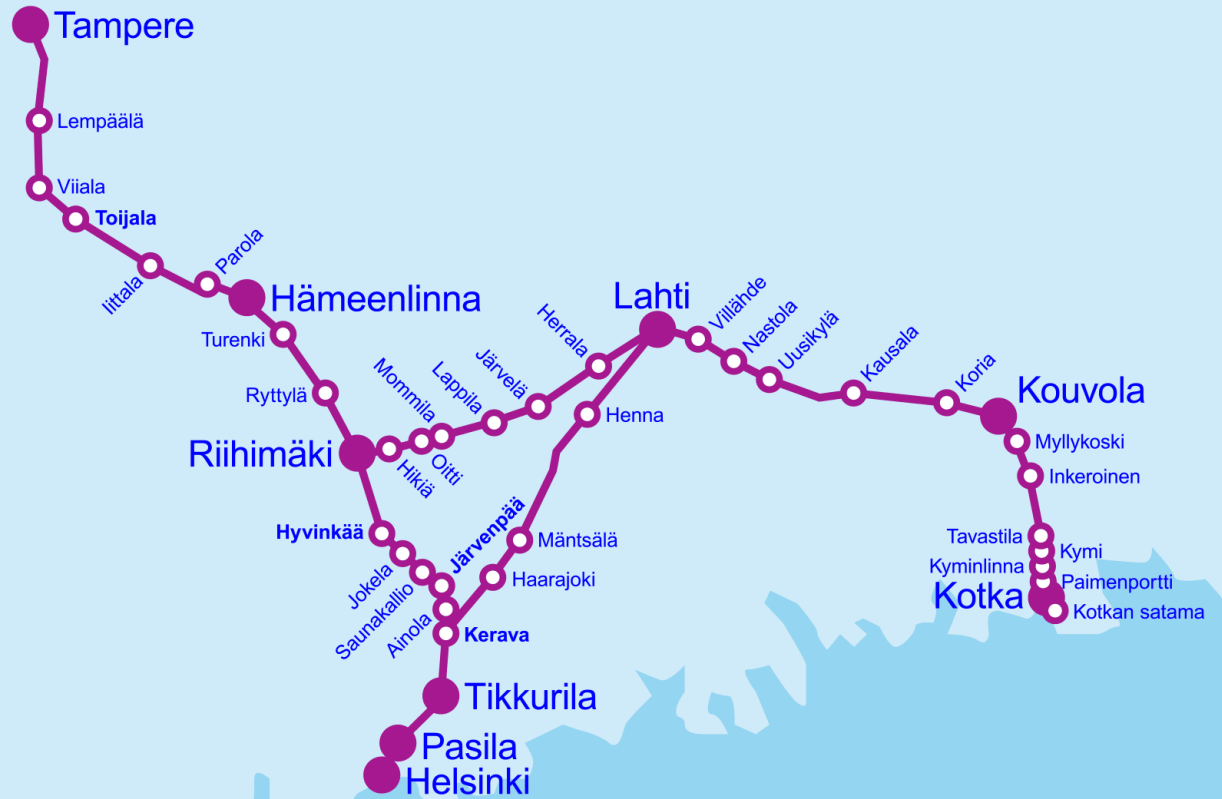 Tampere
Lempäälä
Viiala
Toijala
Iittala
Parola
Hämeenlinna
Turenki
Ryttylä
Riihimäki
Hikiä
Oitti
Mommila
Lappila
Järvelä
Herrala
Lahti
Villähde
Nastola
Uusikylä
Kausala
Koria
Kouvola
Myllykoski
Inkeroinen
Tavastila
Kymi
Kyminlinna
Paimenportti
Kotka
Kotkan satama
Henna
Mäntsälä
Haarajoki
Hyvinkää
Jokela
Saunakallio
Järvenpää
Ainola
Kerava
Tikkurila
Pasila
Helsinki